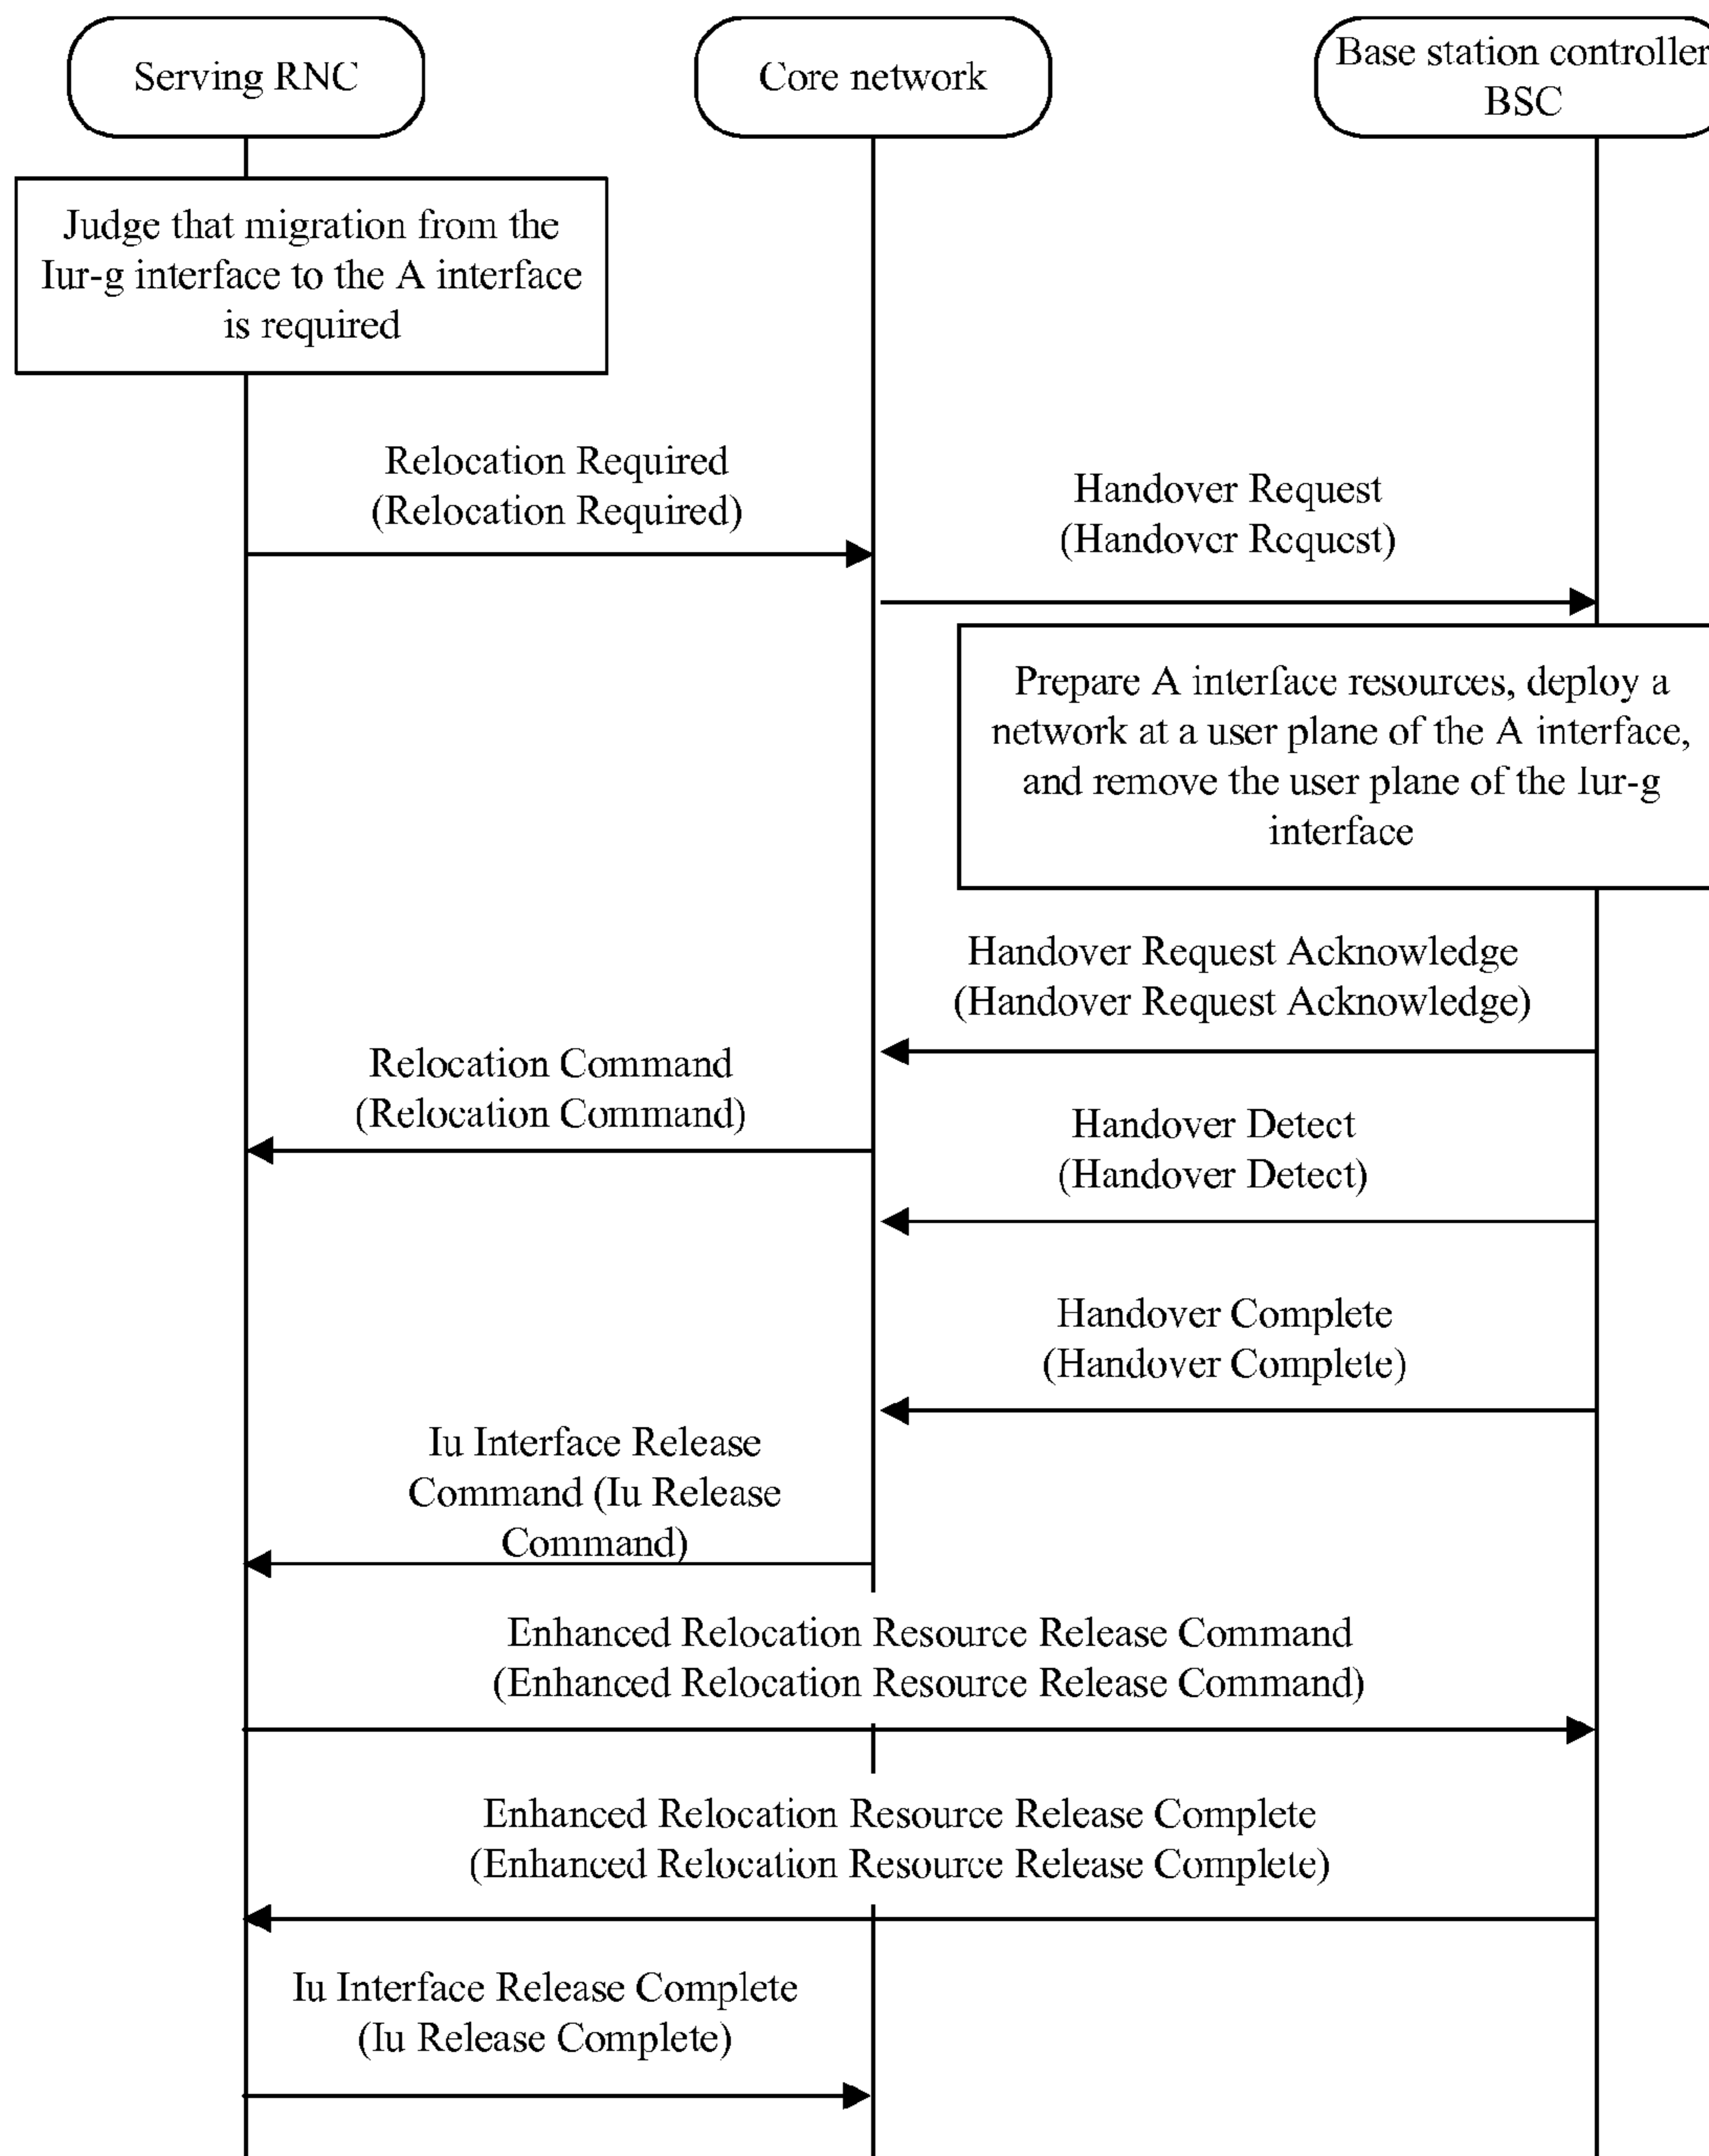 Serving RNC
Core network
Base station controller
BSC
Judge that migration from the
Iur-g interface to the A interface
is required
Relocation Required
(Relocation Required)
Handover Request
(Handover Request)
Prepare A interface resources, deploy a
network at a user plane of the A interface,
and remove the user plane of the Iur-g
interface
Handover Request Acknowledge
(Handover Request Acknowledge)
Relocation Command
(Relocation Command)
Handover Detect
(Handover Detect)
Handover Complete
(Handover Complete)
Iu Interface Release
Command (Iu Release
Command)
Enhanced Relocation Resource Release Command
(Enhanced Relocation Resource Release Command)
Enhanced Relocation Resource Release Complete
(Enhanced Relocation Resource Release Complete)
Iu Interface Release Complete
(Iu Release Complete)